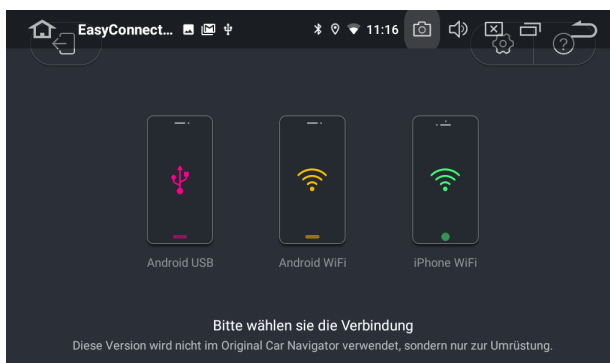 EasyConnect... 11:16
Android USB
Android WiFi
iPhone WiFi
Bitte wählen sie die Verbindung
Diese Version wird nicht im Original Car Navigator verwendet, sondern nur zur Umrüstung.